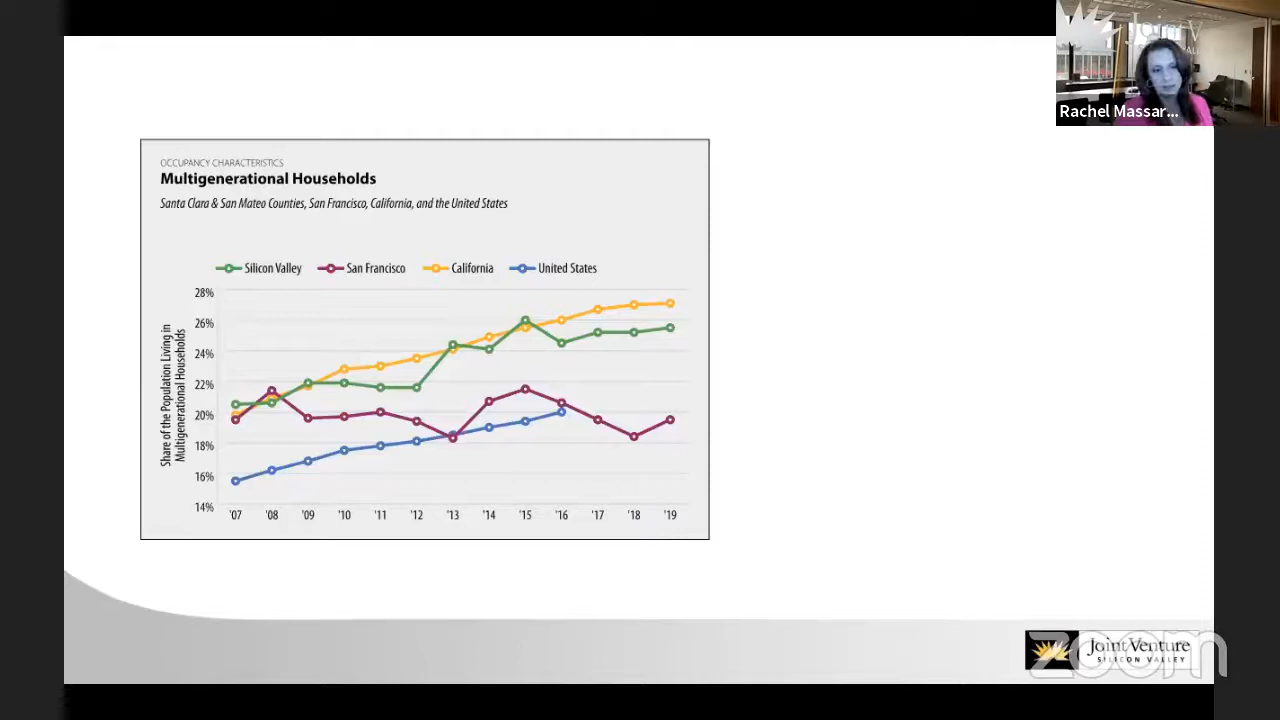 Rachel Massar...
OCCUPANCY CHARACTERISTICS
Multigenerational Households
Santa Clara & San Mateo Counties, San Francisco, California, and the United States
Silicon Valley San Francisco California United States
Share of the Population Living in
Multigenerational Households
28%
26%
24%
22%
20%
18%
16%
14%
'07 '08 '09 '10 '11 '12 '13 '14 '15 '16 '17 '18 '19
Joint Venture
SILICON VALLEY
zoom